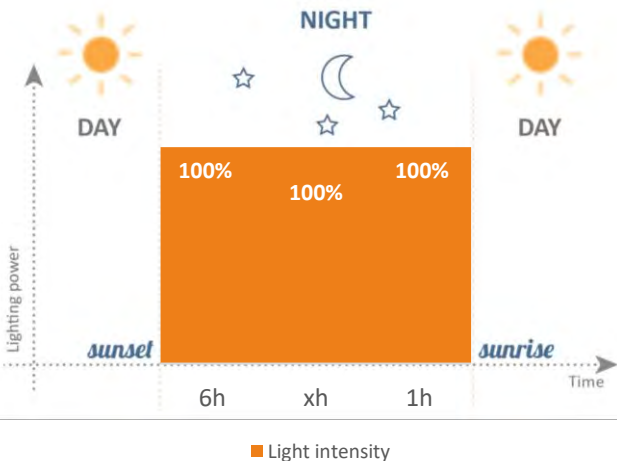 NIGHT
DAY
DAY
100%
100%
100%
Lighting power
sunset
sunrise
Time
6h
xh
1h
Light intensity